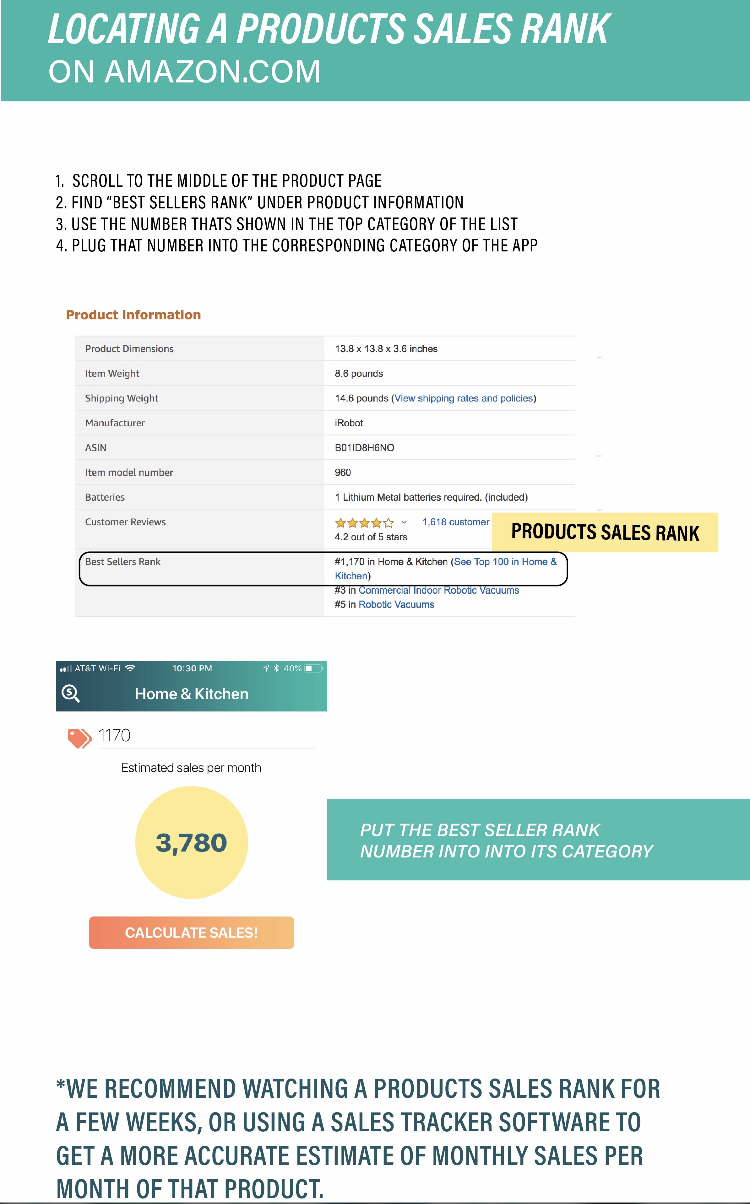 LOCATING A PRODUCTS SALES RANK
ON AMAZON.COM
1. SCROLL TO THE MIDDLE OF THE PRODUCT PAGE
2. FIND “BEST SELLERS RANK” UNDER PRODUCT INFORMATION
3. USE THE NUMBER THATS SHOWN IN THE TOP CATEGORY OF THE LIST
4. PLUG THAT NUMBER INTO THE CORRESPONDING CATEGORY OF THE APP
Product Information
Product Dimensions 13.8 x 13.8 x 3.6 inches
Item Weight 8.6 pounds
Shipping Weight 14.6 pounds (View shipping rates and policies)
Manufacturer iRobot
ASIN B01ID8H6NO
Item model number 960
Batteries 1 Lithium Metal batteries required. (included)
Customer Reviews 1,618 customer
4.2 out of 5 stars
PRODUCTS SALES RANK
Best Sellers Rank #1,170 in Home & Kitchen (See Top 100 in Home &
Kitchen)
#3 in Commercial Indoor Robotic Vacuums
#5 in Robotic Vacuums
AT&T Wi-Fi 10:30 PM 40%
Home & Kitchen
1170
Estimated sales per month
3,780
PUT THE BEST SELLER RANK
NUMBER INTO INTO ITS CATEGORY
CALCULATE SALES!
*WE RECOMMEND WATCHING A PRODUCTS SALES RANK FOR
A FEW WEEKS, OR USING A SALES TRACKER SOFTWARE TO
GET A MORE ACCURATE ESTIMATE OF MONTHLY SALES PER
MONTH OF THAT PRODUCT.